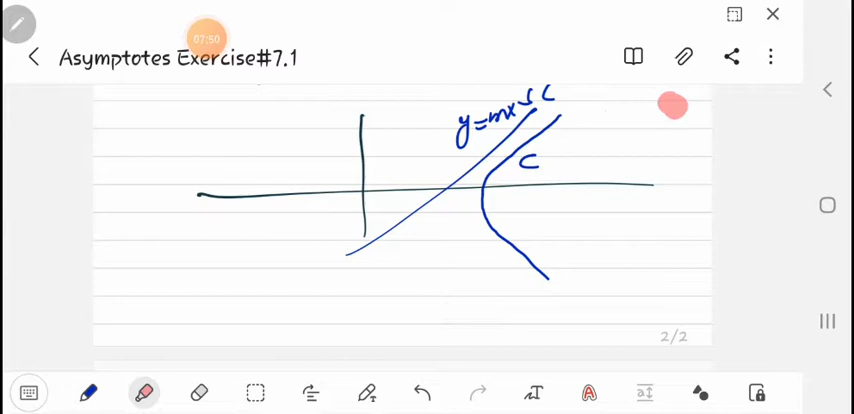 07:50
Asymptotes Exercise#7.1
y=mx+c
C
2/2
T
A
a